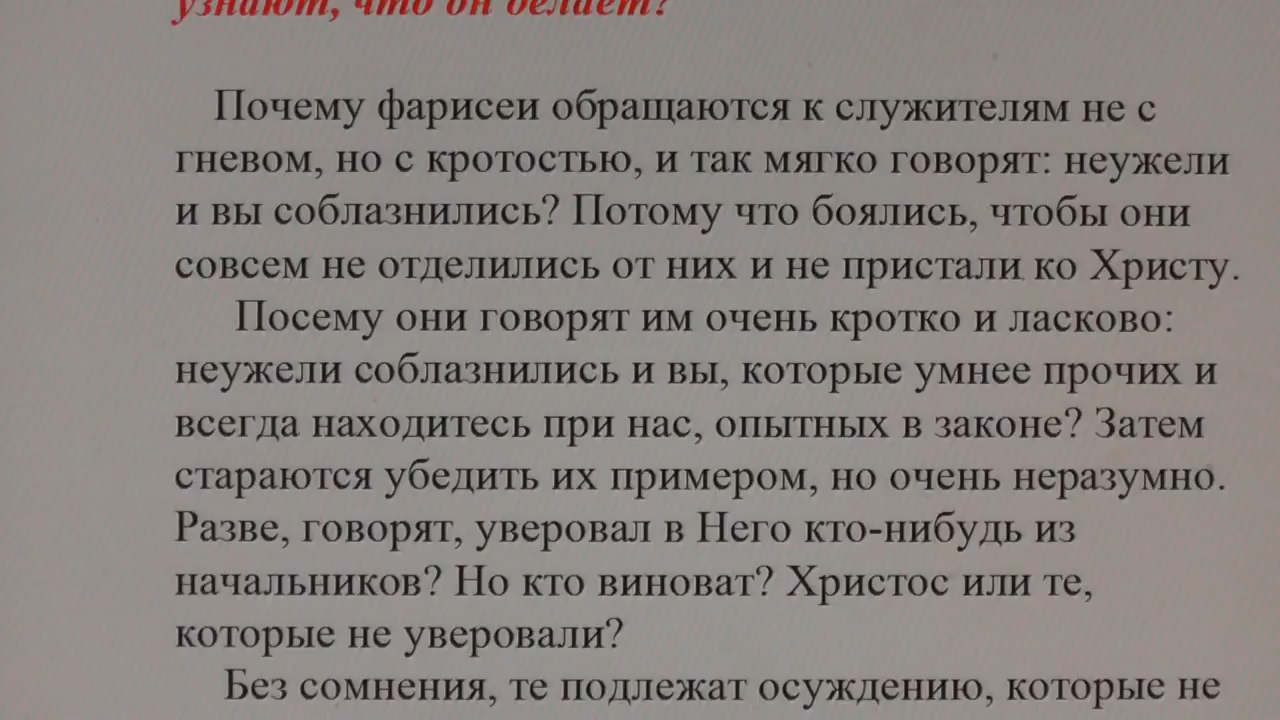 узнают, что он делает?
Почему фарисеи обращаются к служителям не с
гневом, но с кротостью, и так мягко говорят: неужели
и вы соблазнились? Потому что боялись, чтобы они
совсем не отделились от них и не пристали ко Христу.
Посему они говорят им очень кротко и ласково:
неужели соблазнились и вы, которые умнее прочих и
всегда находитесь при нас, опытных в законе? Затем
стараются убедить их примером, но очень неразумно.
Разве, говорят, уверовал в Него кто-нибудь из
начальников? Но кто виноват? Христос или те,
которые не уверовали?
Без сомнения, те подлежат осуждению, которые не